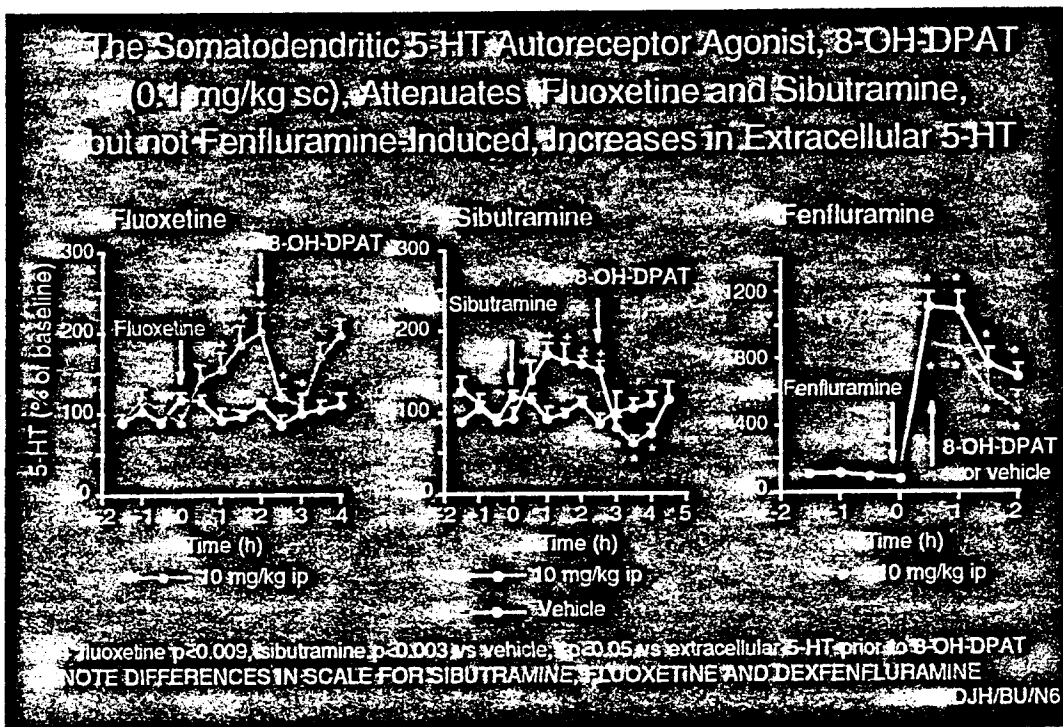 The Somatodendritic 5-HT Autoreceptor Agonist, 8-OH-DPAT
(0.1 mg/kg sc), Attenuates Fluoxetine and Sibutramine,
but not Fenfluramine-Induced, Increases in Extracellular 5-HT
Fluoxetine
Sibutramine
Fenfluramine
5-HT (% of baseline)
300
200
100
0
8-OH-DPAT
Fluoxetine
-2 -1 0 1 2 3 4
Time (h)
10 mg/kg ip
300
200
100
0
8-OH-DPAT
Sibutramine
-2 -1 0 1 2 3 4 5
Time (h)
10 mg/kg ip
Vehicle
1200
800
400
0
Fenfluramine
8-OH-DPAT
or vehicle
-2 -1 0 1 2
Time (h)
10 mg/kg ip
fluoxetine p<0.009, sibutramine p<0.003 vs vehicle, p<0.05 vs extracellular 5-HT prior to 8-OH-DPAT
NOTE DIFFERENCES IN SCALE FOR SIBUTRAMINE, FLUOXETINE AND DEXFENFLURAMINE
DJH/BU/N6